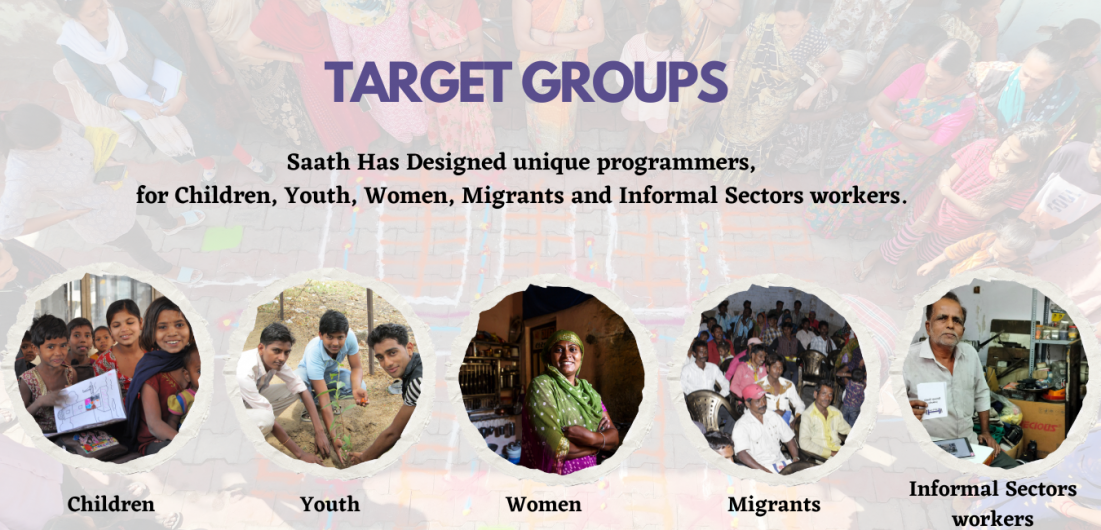 TARGET GROUPS
Saath Has Designed unique programmers,
for Children, Youth, Women, Migrants and Informal Sectors workers.
Children
Youth
Women
Migrants
Informal Sectors
workers